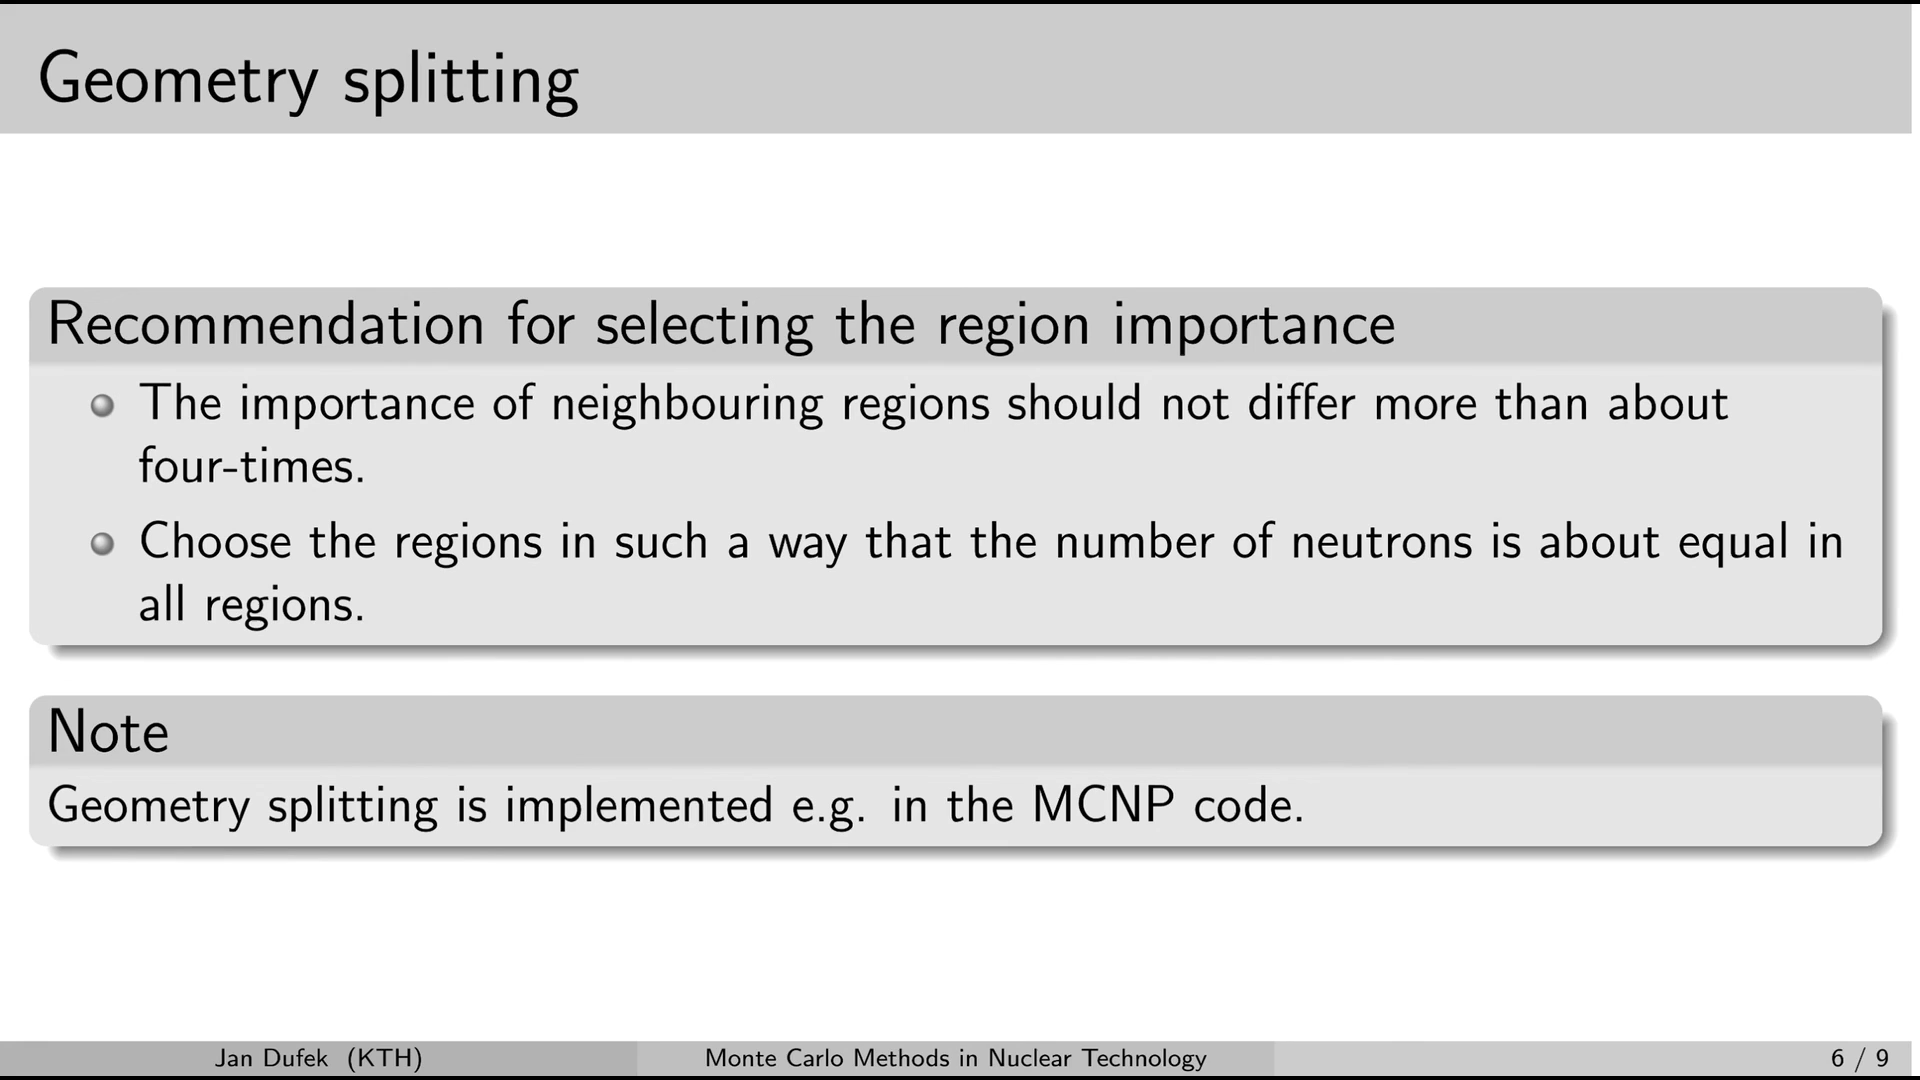 Geometry splitting
Recommendation for selecting the region importance
The importance of neighbouring regions should not differ more than about
four-times.
Choose the regions in such a way that the number of neutrons is about equal in
all regions.
Note
Geometry splitting is implemented e.g. in the MCNP code.
Jan Dufek (KTH)
Monte Carlo Methods in Nuclear Technology
6 / 9